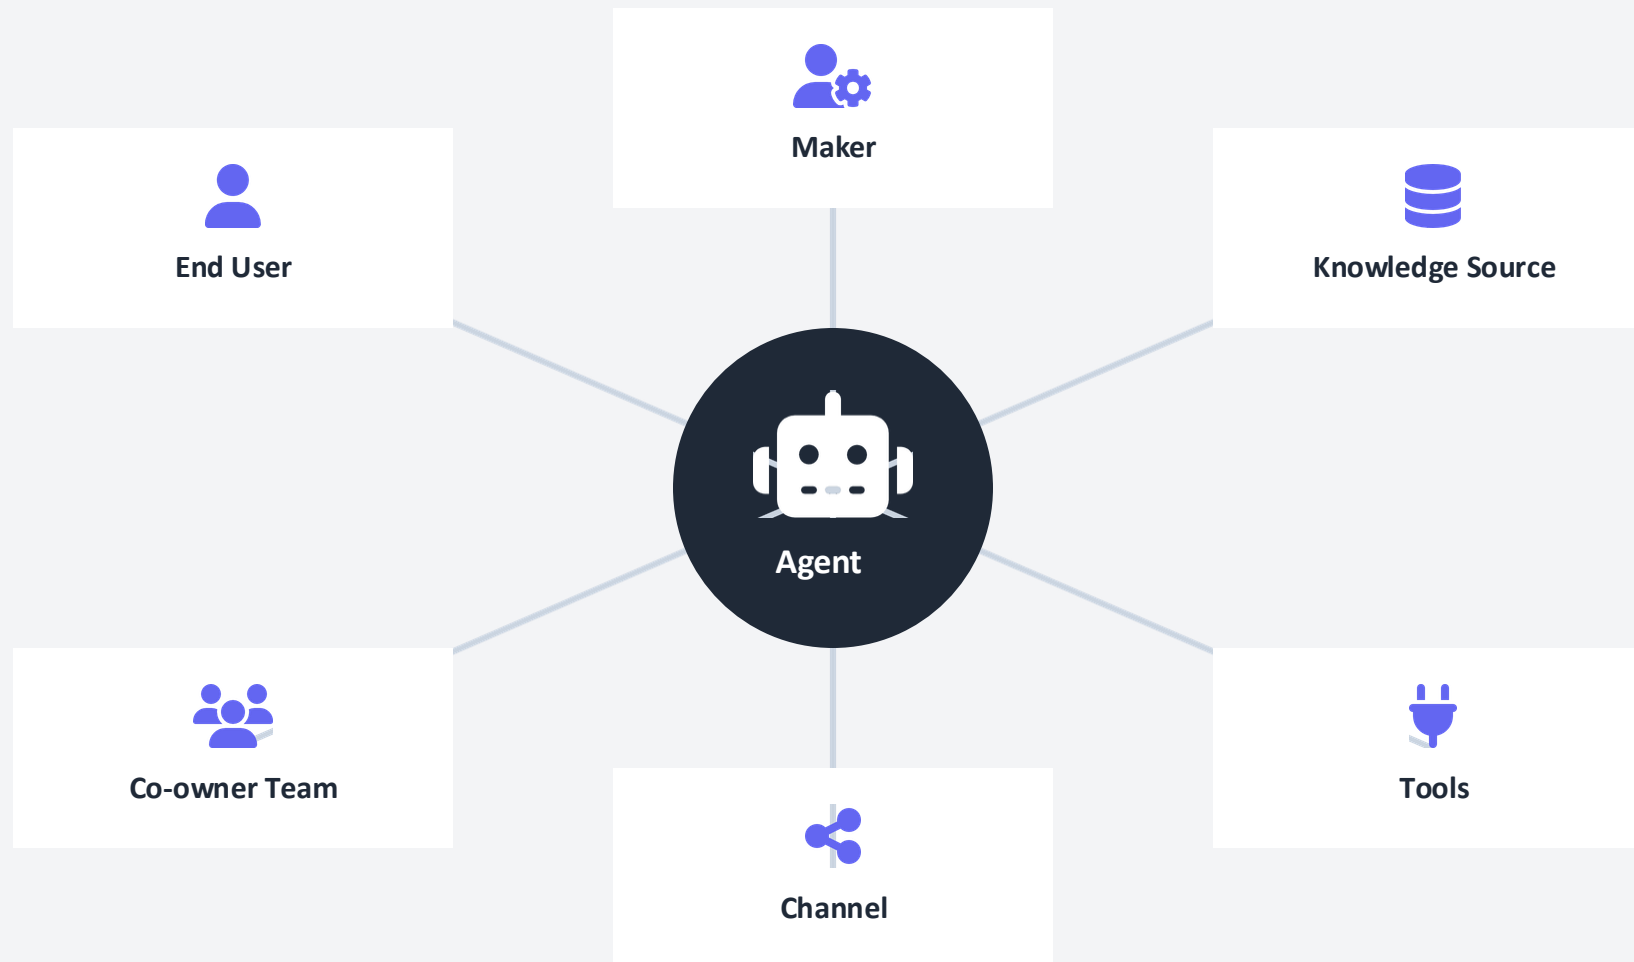 Maker
End User
Knowledge Source
Agent
Co-owner Team
Tools
Channel